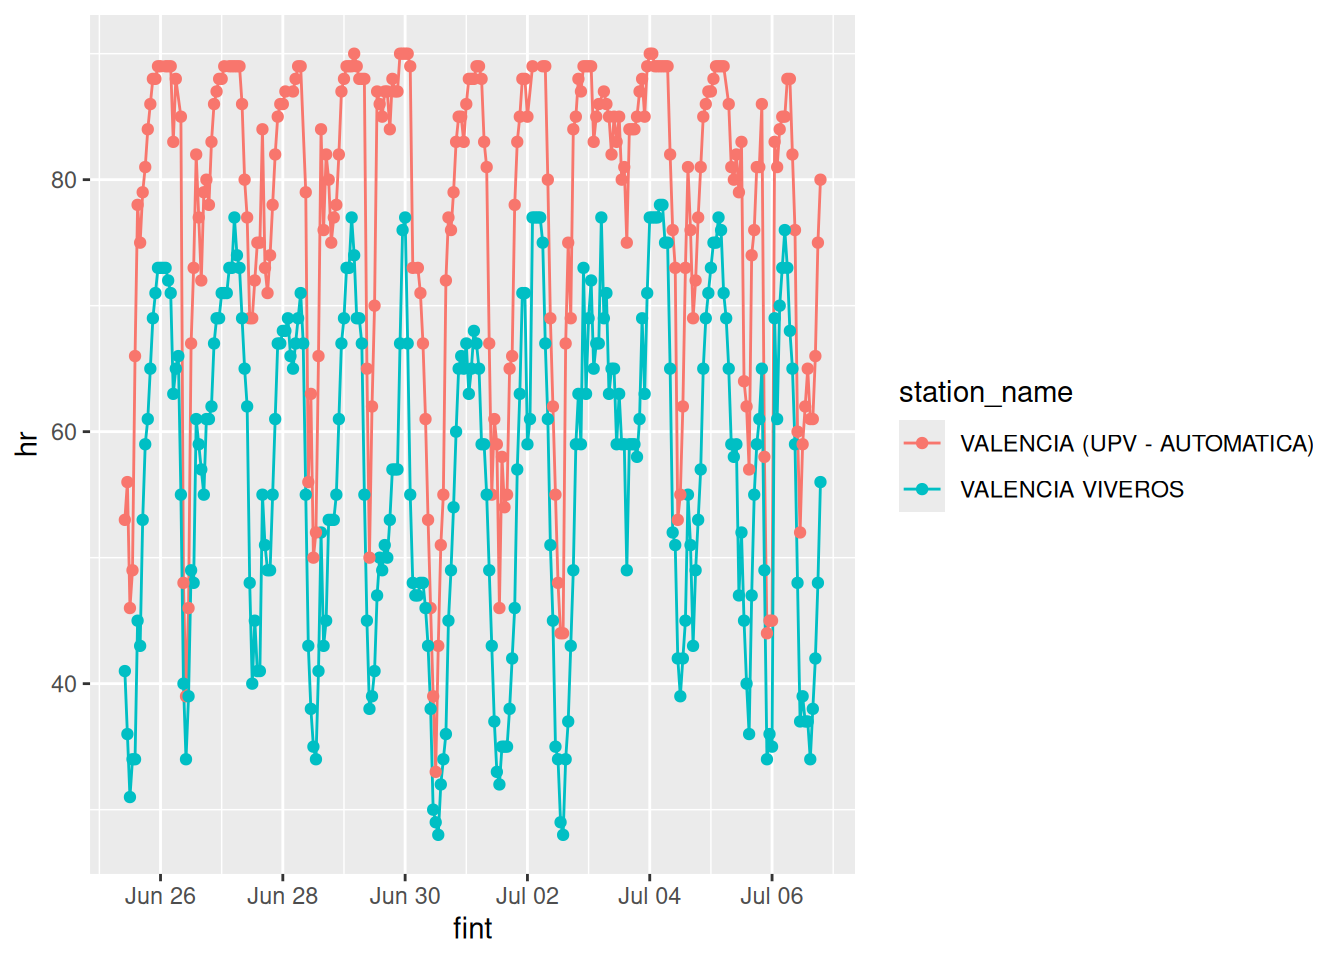 80
60
40
hr
Jun 26
Jun 28
Jun 30
Jul 02
Jul 04
Jul 06
fint
station_name
VALENCIA (UPV - AUTOMATICA)
VALENCIA VIVEROS